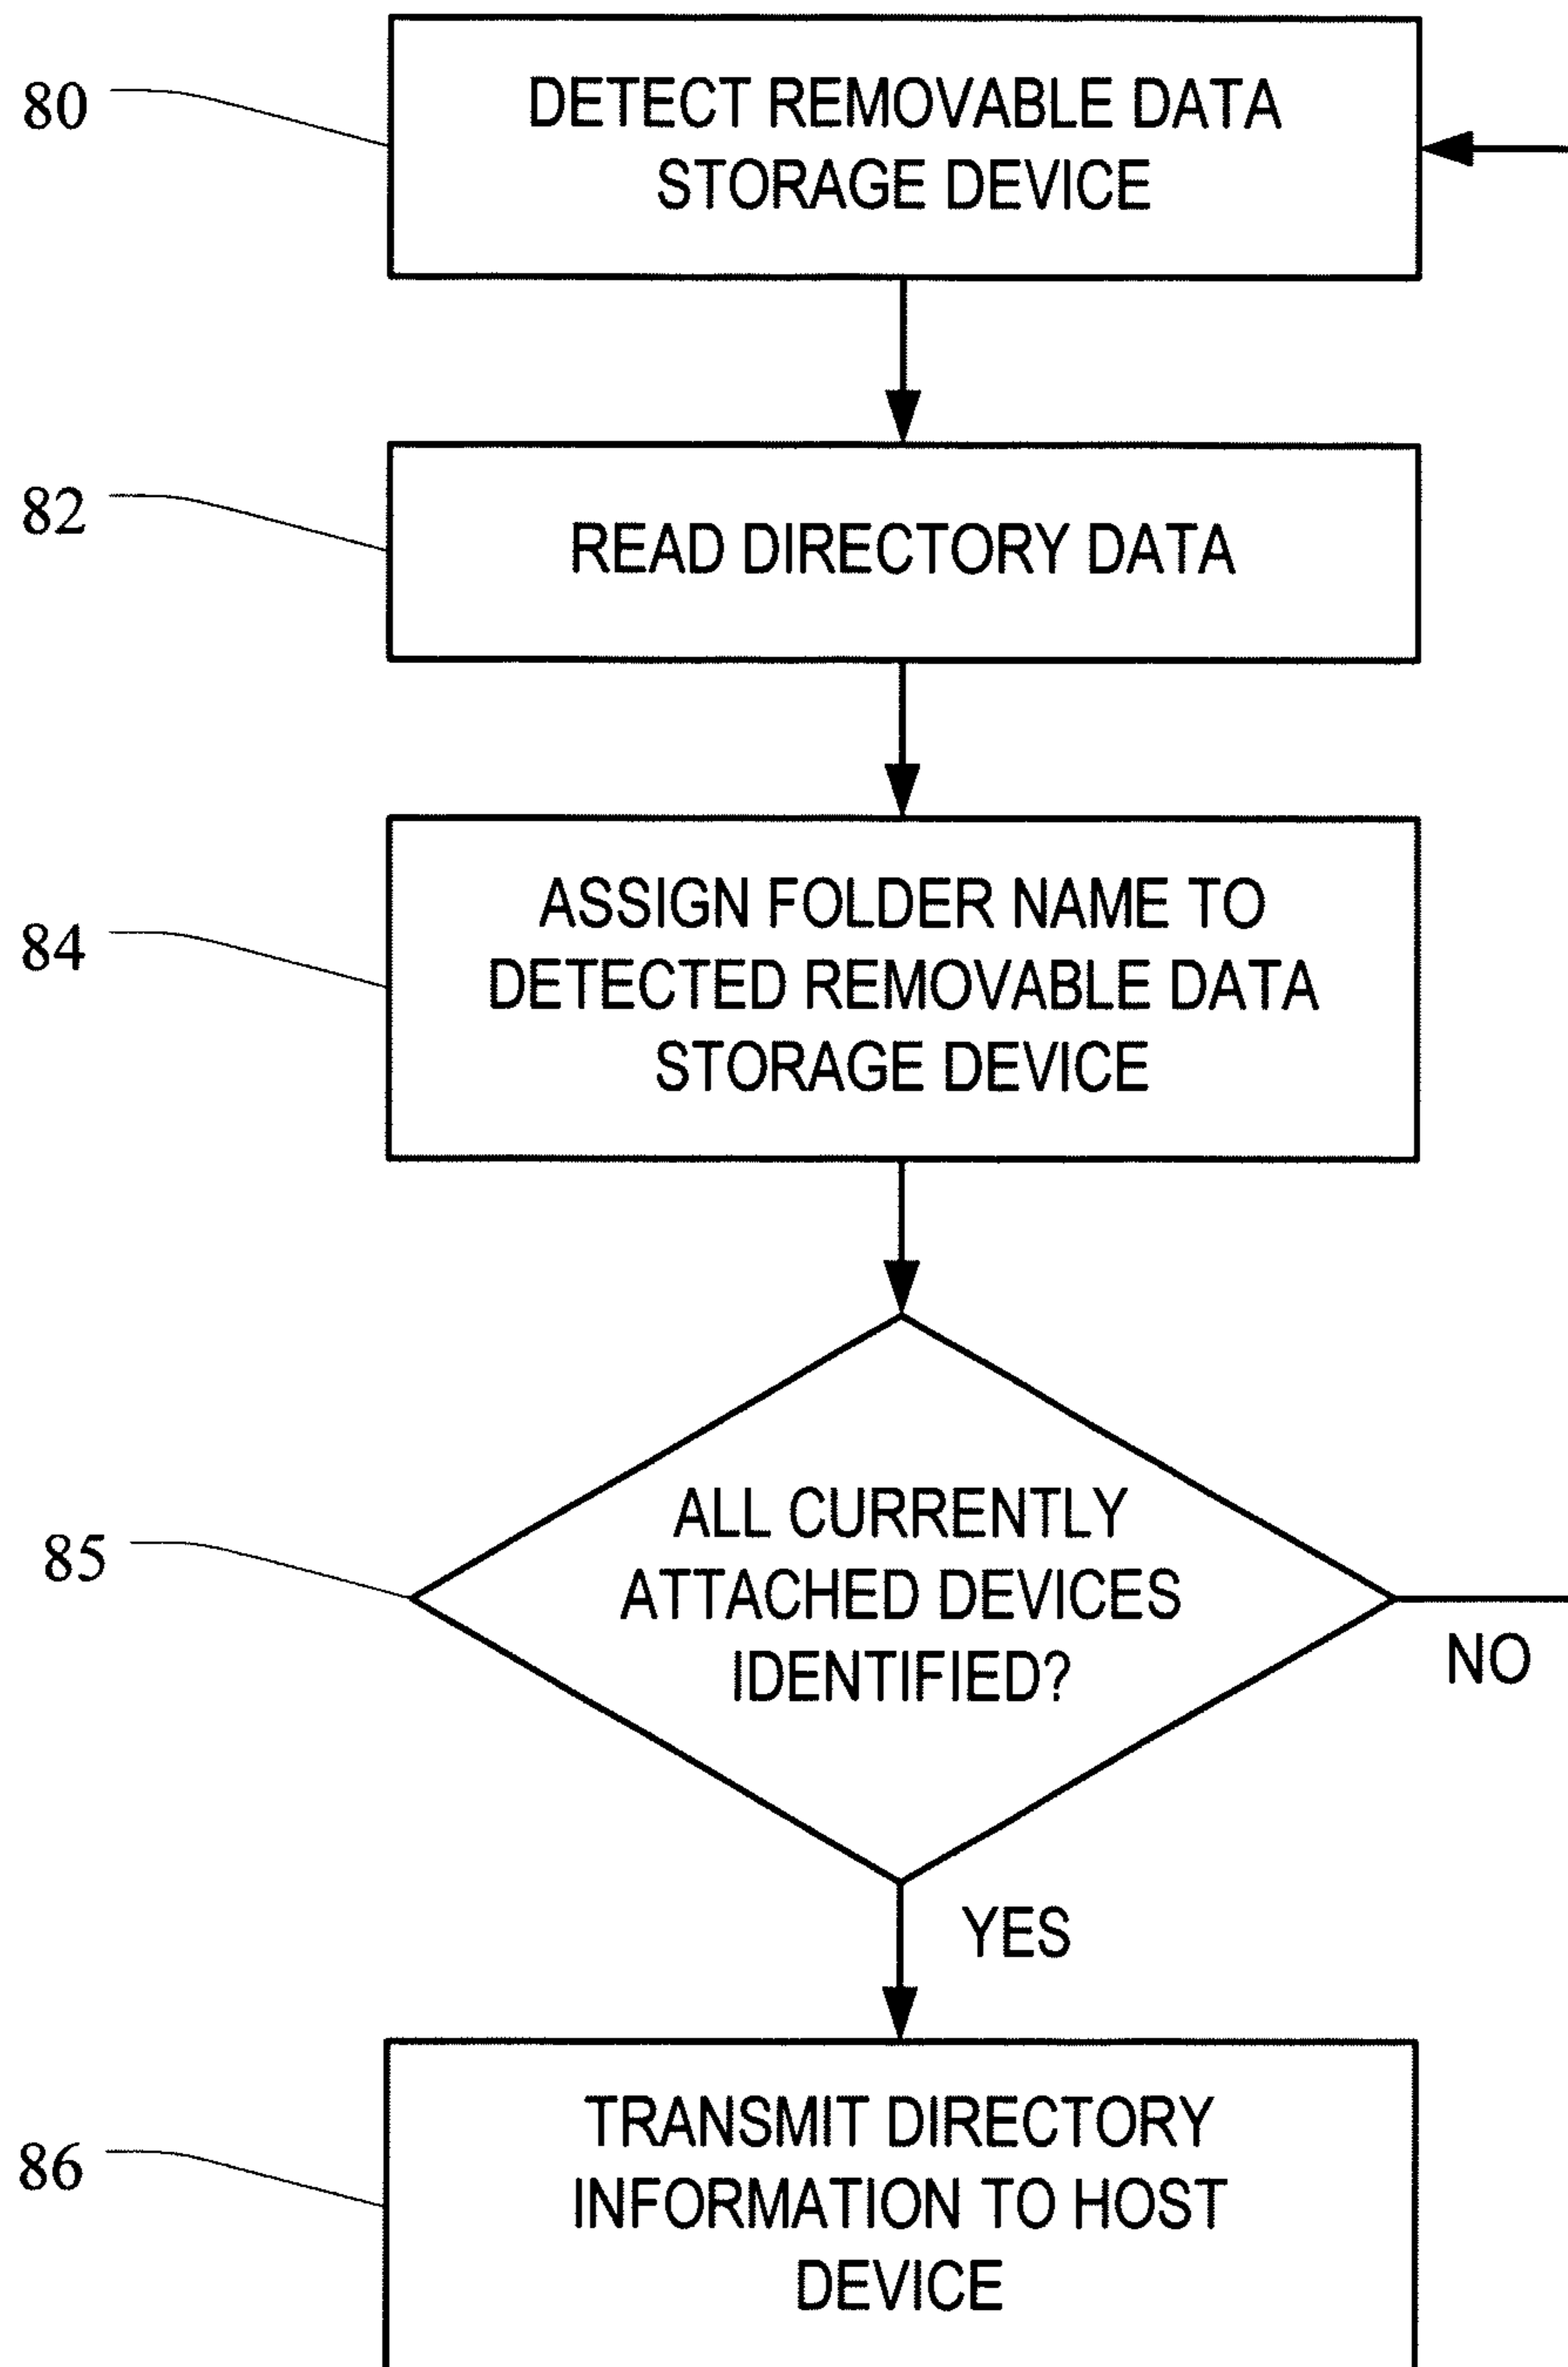 80
DETECT REMOVABLE DATA
STORAGE DEVICE
82
READ DIRECTORY DATA
84
ASSIGN FOLDER NAME TO
DETECTED REMOVABLE DATA
STORAGE DEVICE
85
ALL CURRENTLY
ATTACHED DEVICES
IDENTIFIED?
NO
YES
86
TRANSMIT DIRECTORY
INFORMATION TO HOST
DEVICE